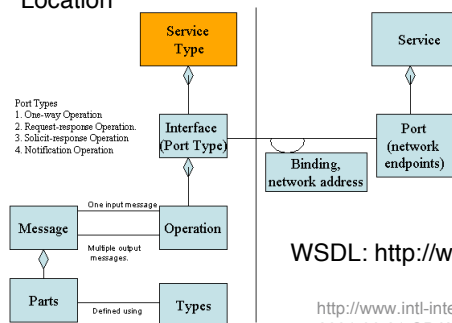 Location
Service
Type
Service
Port Types
1. One-way Operation
2. Request-response Operation.
3. Solicit-response Operation
4. Notification Operation
Interface
(Port Type)
Port
(network
endpoints)
Binding,
network address
One input message
Message
Operation
Multiple output
messages.
WSDL: http://w
Parts
Defined using
Types
http://www.intl-inte